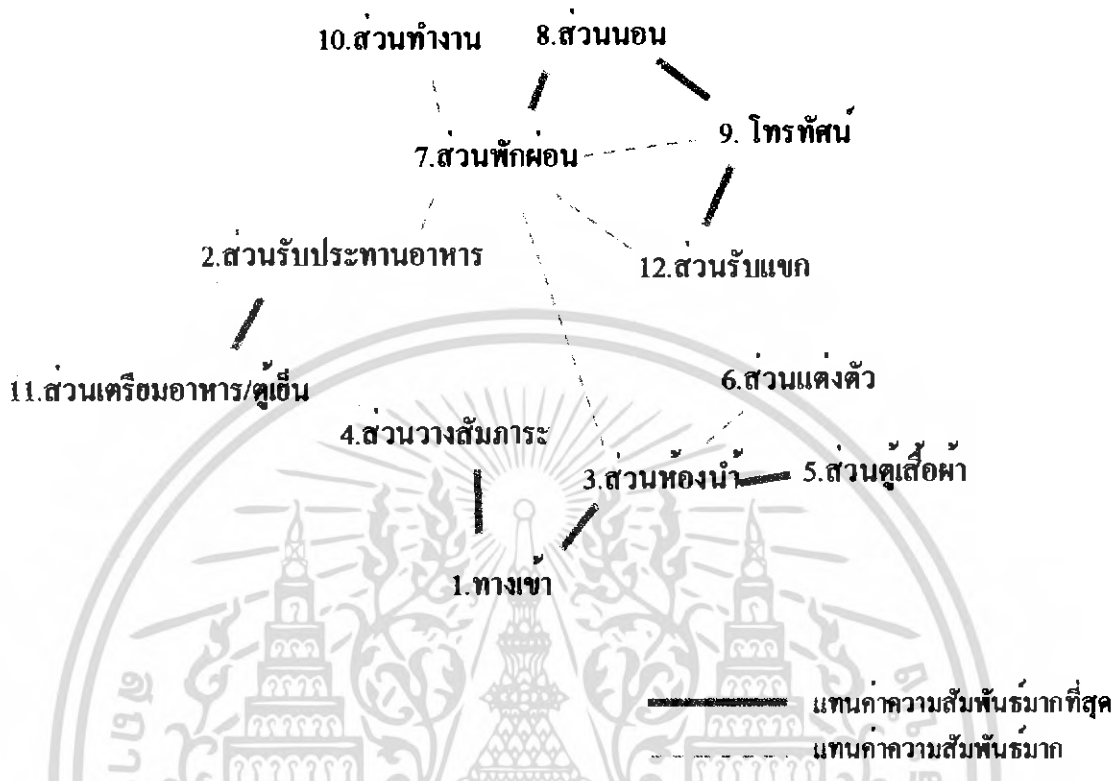 10.ส่วนทำงาน
8.ส่วนนอน
9. โทรทัศน์
7.ส่วนพักผ่อน
2.ส่วนรับประทานอาหาร
12.ส่วนรับแขก
11.ส่วนเตรียมอาหาร/ตู้เย็น
6.ส่วนแต่งตัว
4.ส่วนวางสัมภาระ
3.ส่วนห้องน้ำ
5.ส่วนตู้เสื้อผ้า
1.ทางเข้า
แทนค่าความสัมพันธ์มากที่สุด
แทนค่าความสัมพันธ์มาก